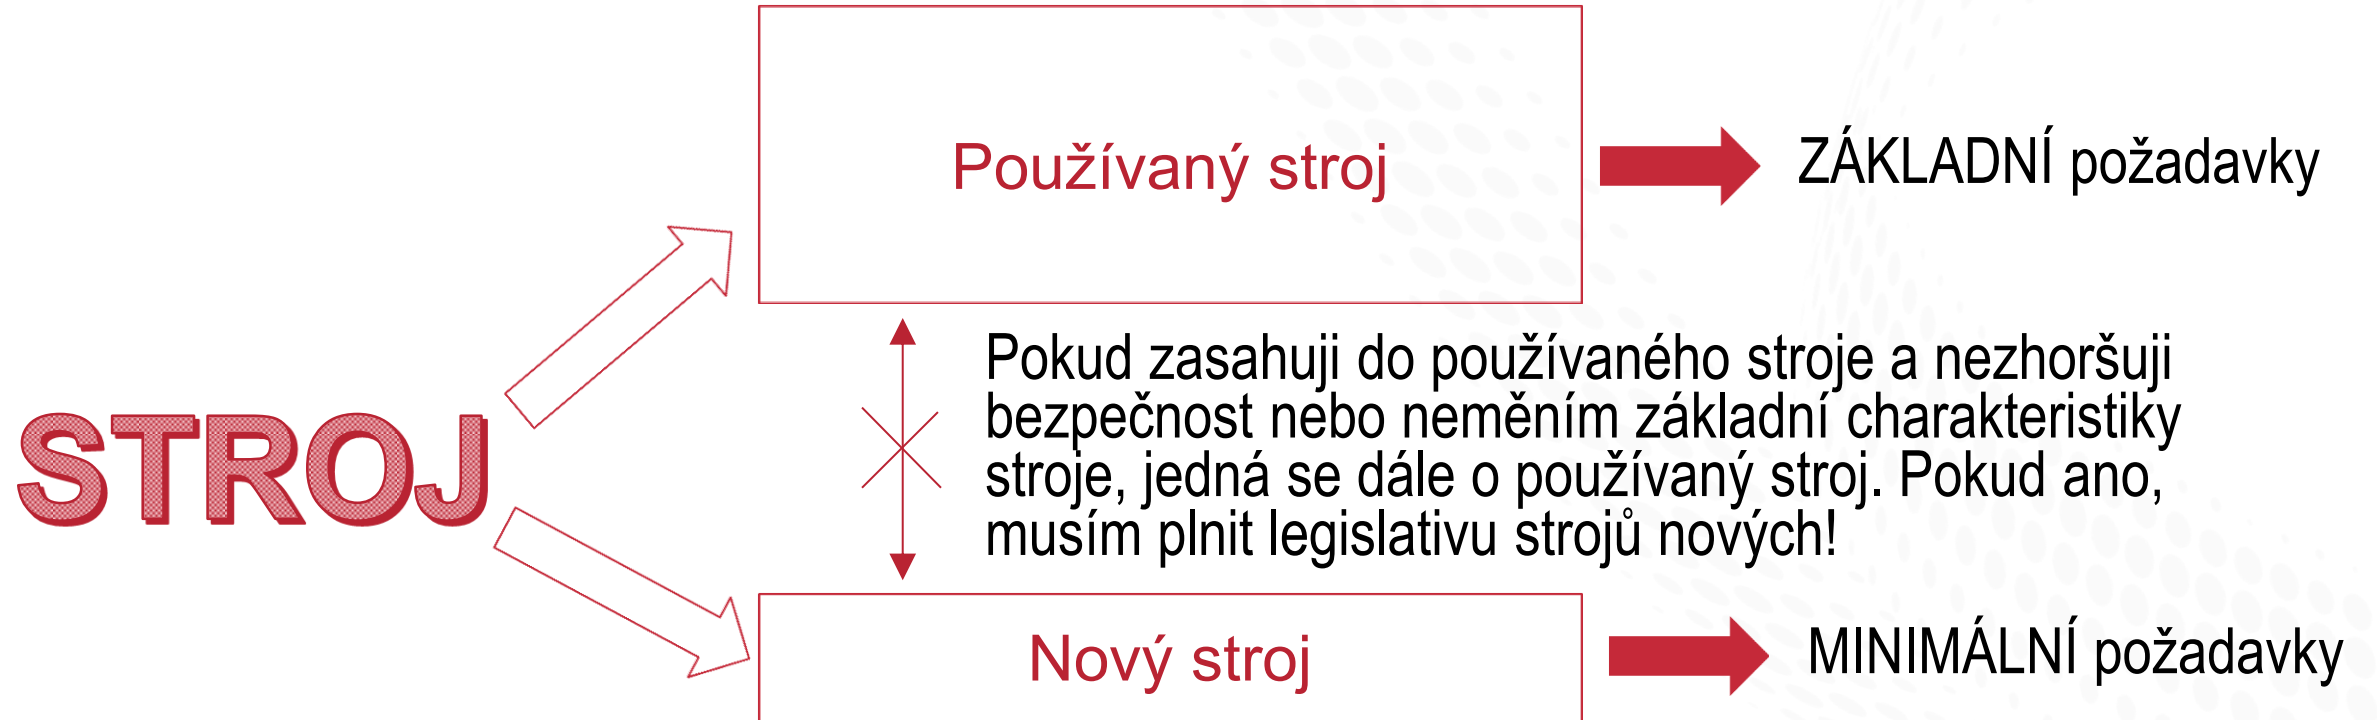 Používaný stroj
ZÁKLADNÍ požadavky
STROJ
Pokud zasahuji do používaného stroje a nezhoršuji
bezpečnost nebo neměním základní charakteristiky
stroje, jedná se dále o používaný stroj. Pokud ano,
musím plnit legislativu strojů nových!
Nový stroj
MINIMÁLNÍ požadavky